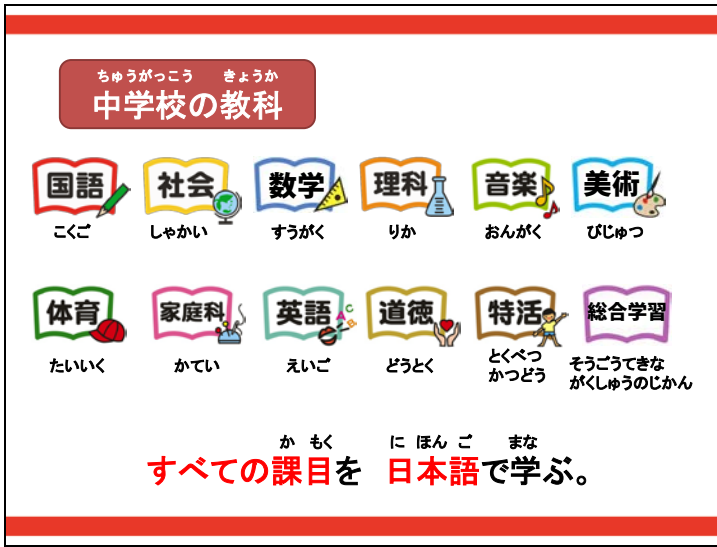 ちゅうがっこう きょうか
中学校の教科
国語 社会 数学 理科 音楽 美術
こくご しゃかい すうがく りか おんがく びじゅつ
体育 家庭科 英語 道徳 特活 総合学習
ABC
たいいく かてい えいご どうとく とくべつ かつどう そうごうてきな がくしゅうのじかん
か もく に ほん ご まな
すべての課目を 日本語で学ぶ。